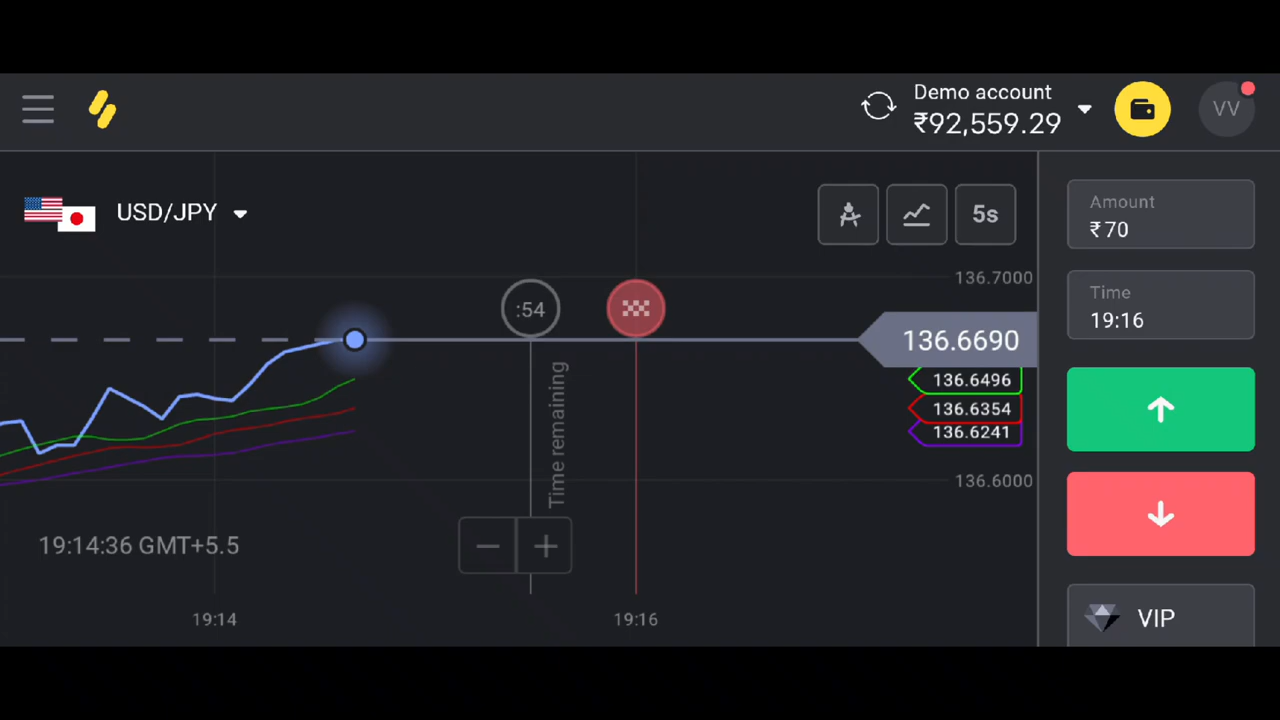 Demo account
₹92,559.29
VV
USD/JPY
5s
Amount
₹70
Time
19:16
:54
136.7000
136.6690
136.6496
136.6354
136.6241
136.6000
Time remaining
19:14:36 GMT+5.5
− +
19:14
19:16
VIP